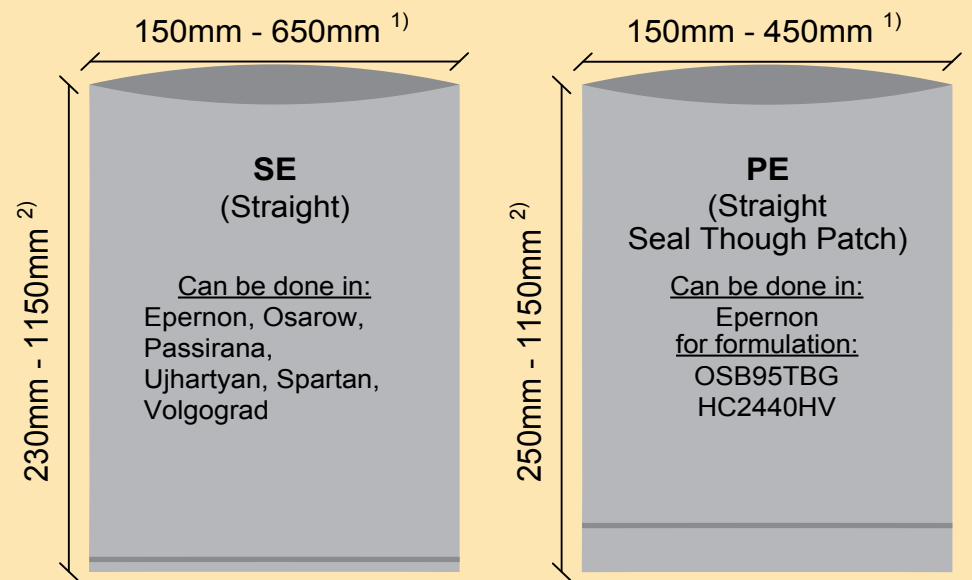 150mm - 650mm 1)
230mm - 1150mm 2)
SE
(Straight)
Can be done in:
Epernon, Osarow,
Passirana,
Ujhartyan, Spartan,
Volgograd
150mm - 450mm 1)
250mm - 1150mm 2)
PE
(Straight
Seal Though Patch)
Can be done in:
Epernon
for formulation:
OSB95TBG
HC2440HV